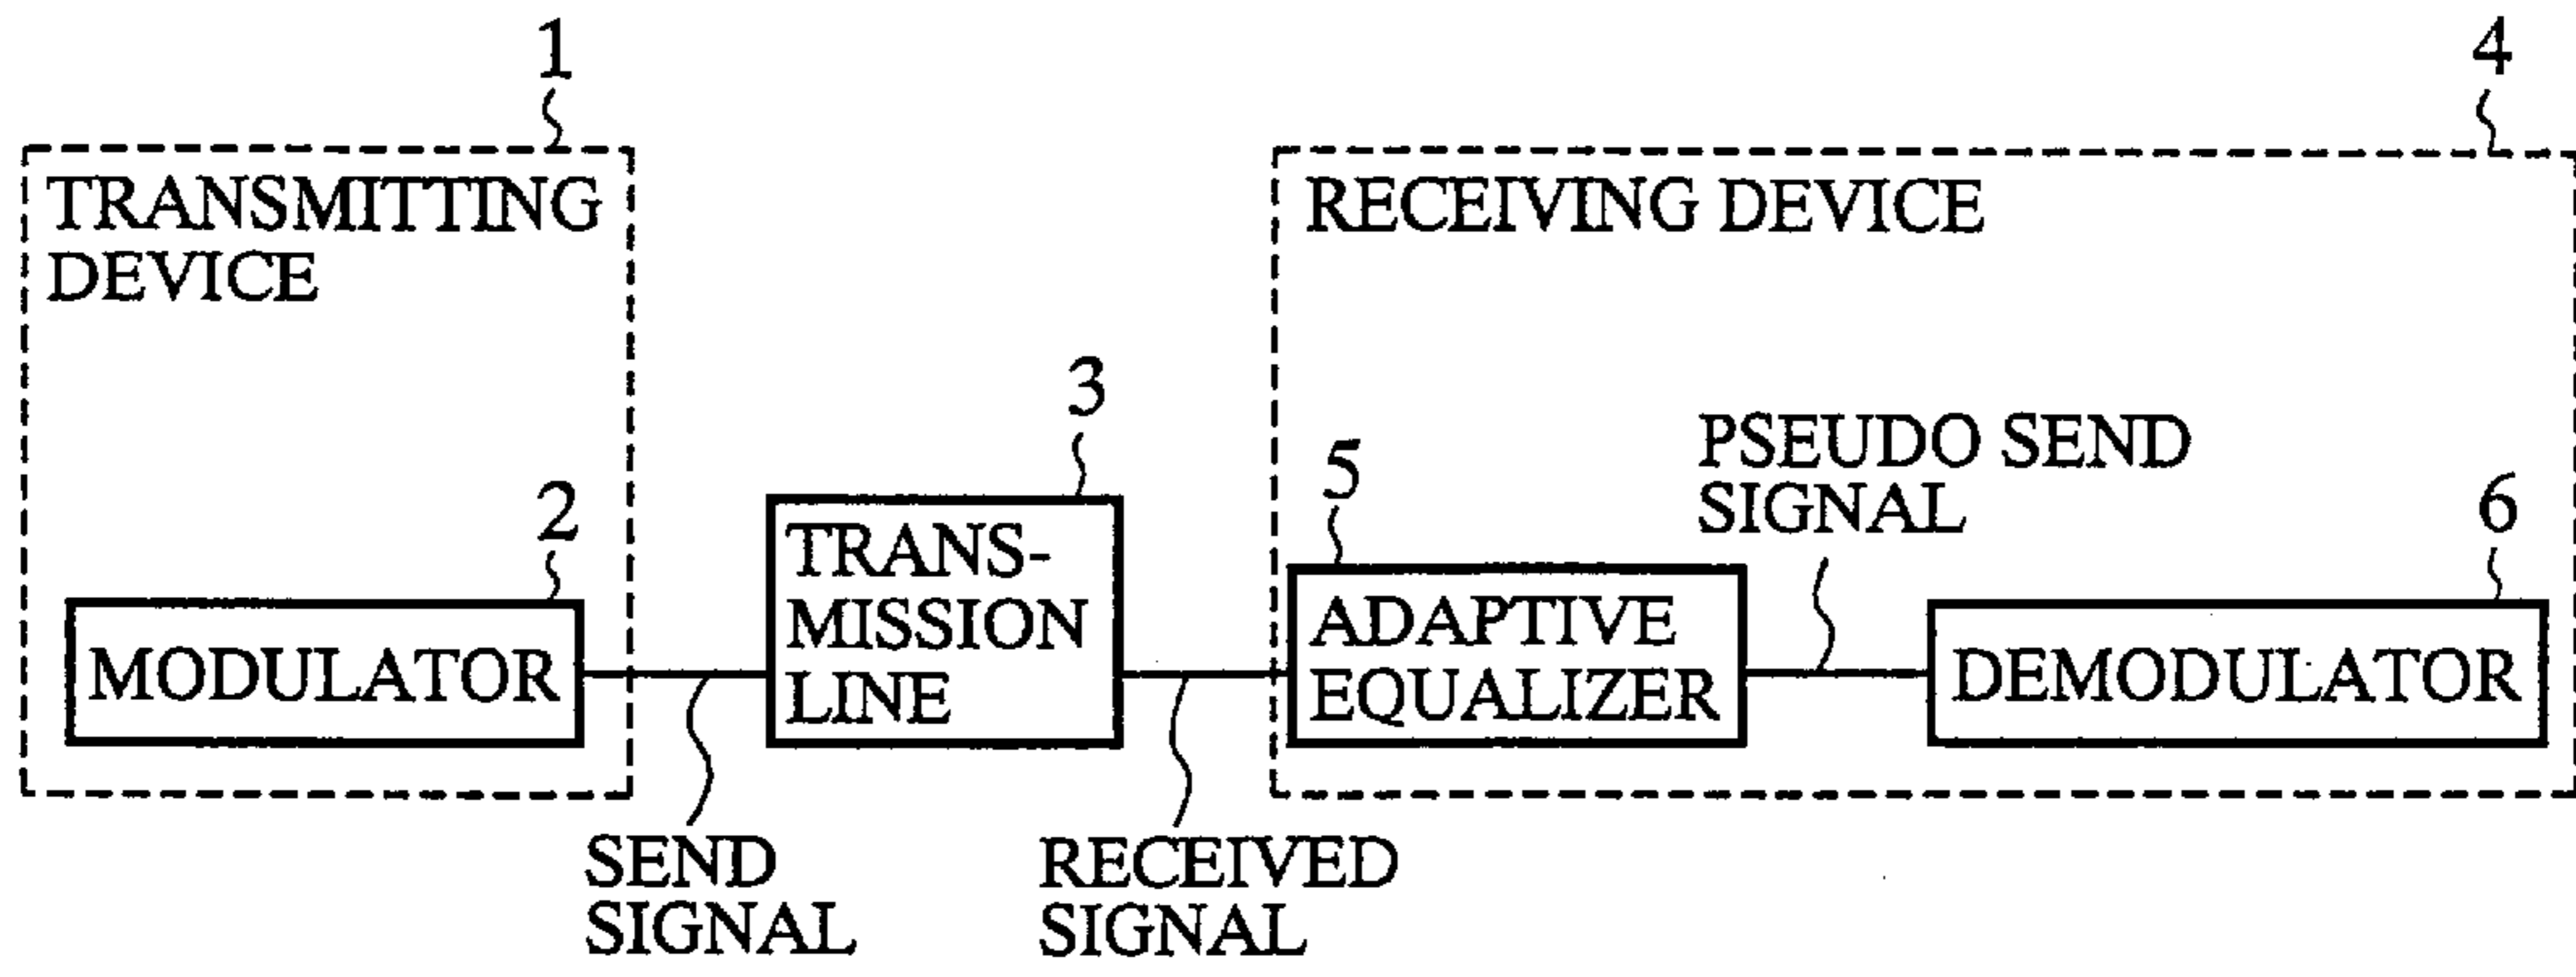 1
4
TRANSMITTING
DEVICE
RECEIVING DEVICE
3
PSEUDO SEND
SIGNAL
2
5
6
MODULATOR
TRANS-
MISSION
LINE
ADAPTIVE
EQUALIZER
DEMODULATOR
SEND
SIGNAL
RECEIVED
SIGNAL